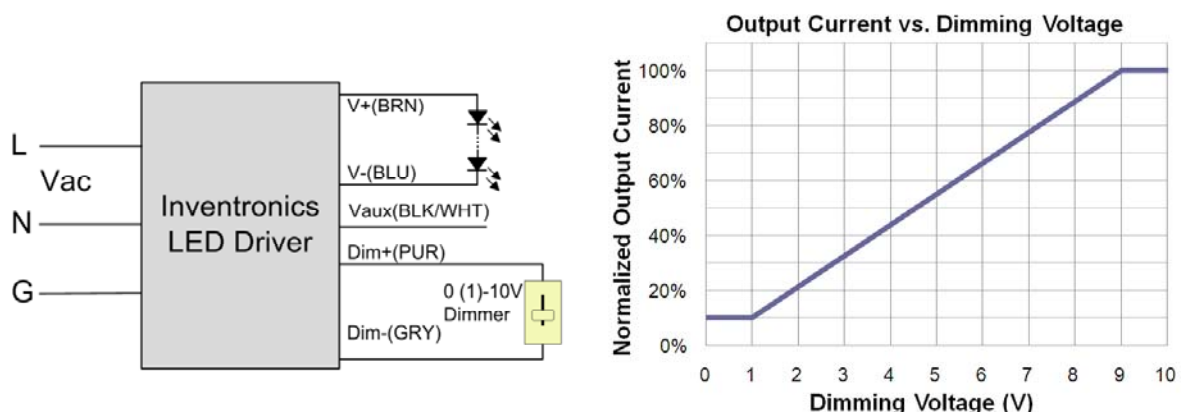 L
Vac
N
G
Inventronics
LED Driver
V+(BRN)
V-(BLU)
Vaux(BLK/WHT)
Dim+(PUR)
0 (1)-10V
Dimmer
Dim-(GRY)
Output Current vs. Dimming Voltage
Normalized Output Current
100%
80%
60%
40%
20%
0%
0 1 2 3 4 5 6 7 8 9 10
Dimming Voltage (V)